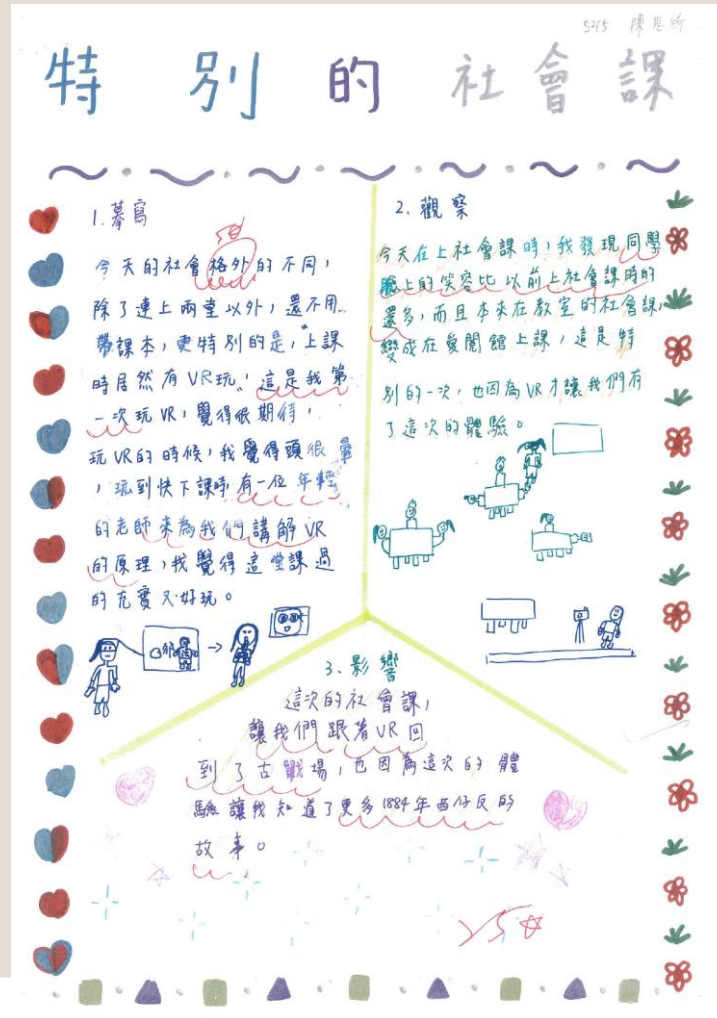 5215 陳思妡
特別的社會課
1.摹寫
今天的社會格外的不同,
除了連上兩堂以外,還不用
帶課本,更特別的是,上課
時居然有VR玩,這是我第
一次玩VR,覺得很期待,
玩VR的時候,我覺得頭很暈
,玩到快下課時有一位年輕
的老師來為我們講解VR
的原理,我覺得這堂課過
的充實又好玩。
2.觀察
今天在上社會課時,我發現同學
臉上的笑容比以前上社會課時的
還多,而且本來在教室的社會課,
變成在愛閱館上課,這是特
別的一次,也因為VR才讓我們有
了這次的體驗。
3.影響
這次的社會課,
讓我們跟著VR回
到了古戰場,也因為這次的體
驗讓我知道了更多1884年西仔反的
故事。